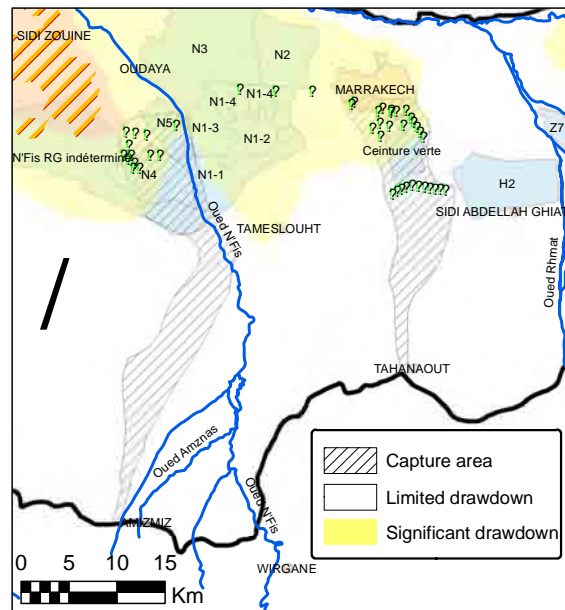 SIDI ZOUINE
N3
N2
OUDAYA
MARRAKECH
? ? ?
N1-4
N1-4
N5
N1-3
N1-2
Z7
Ceinture verte
N'Fis RG indéterminé
N4
N1-1
H2
SIDI ABDELLAH GHIAT
TAMESLOUHT
Oued N'Fis
Oued Rhmat
TAHANAOUT
Oued Amznas
Oued N'Fis
AMIZMIZ
WIRGANE
Capture area
Limited drawdown
Significant drawdown
0 5 10 15
Km